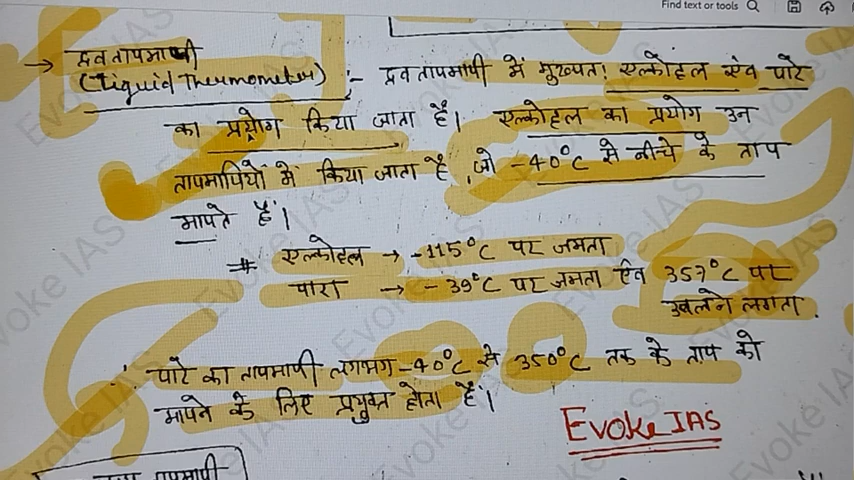 Find text or tools
→ द्रव तापमापी
(Liquid Thermometer) :- द्रव तापमापी में मुख्यतः एल्कोहल एंव पारे
का प्रयोग किया जाता है। एल्कोहल का प्रयोग उन
तापमापियों में किया जाता है, जो -40°C से नीचे के ताप
मापते हैं।
# एल्कोहल → -115°C पर जमता
पारा → -39°C पर जमता एंव 357°C पर
उबलने लगता.
∴ पारे का तापमापी लगभग -40°C से 350°C तक के ताप को
मापने के लिए प्रयुक्त होता है।
Evoke IAS
तापमापी